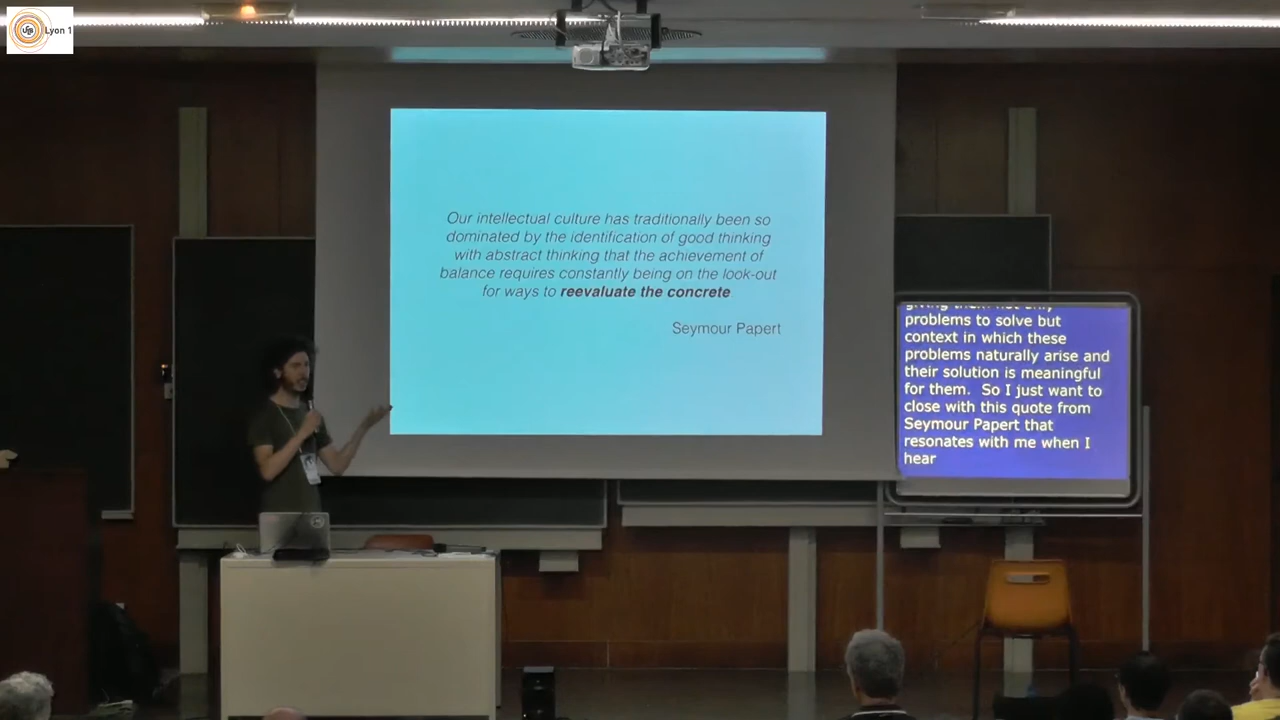 Lyon 1
Our intellectual culture has traditionally been so
dominated by the identification of good thinking
with abstract thinking that the achievement of
balance requires constantly being on the look-out
for ways to reevaluate the concrete.
Seymour Papert
problems to solve but
context in which these
problems naturally arise and
their solution is meaningful
for them. So I just want to
close with this quote from
Seymour Papert that
resonates with me when I
hear